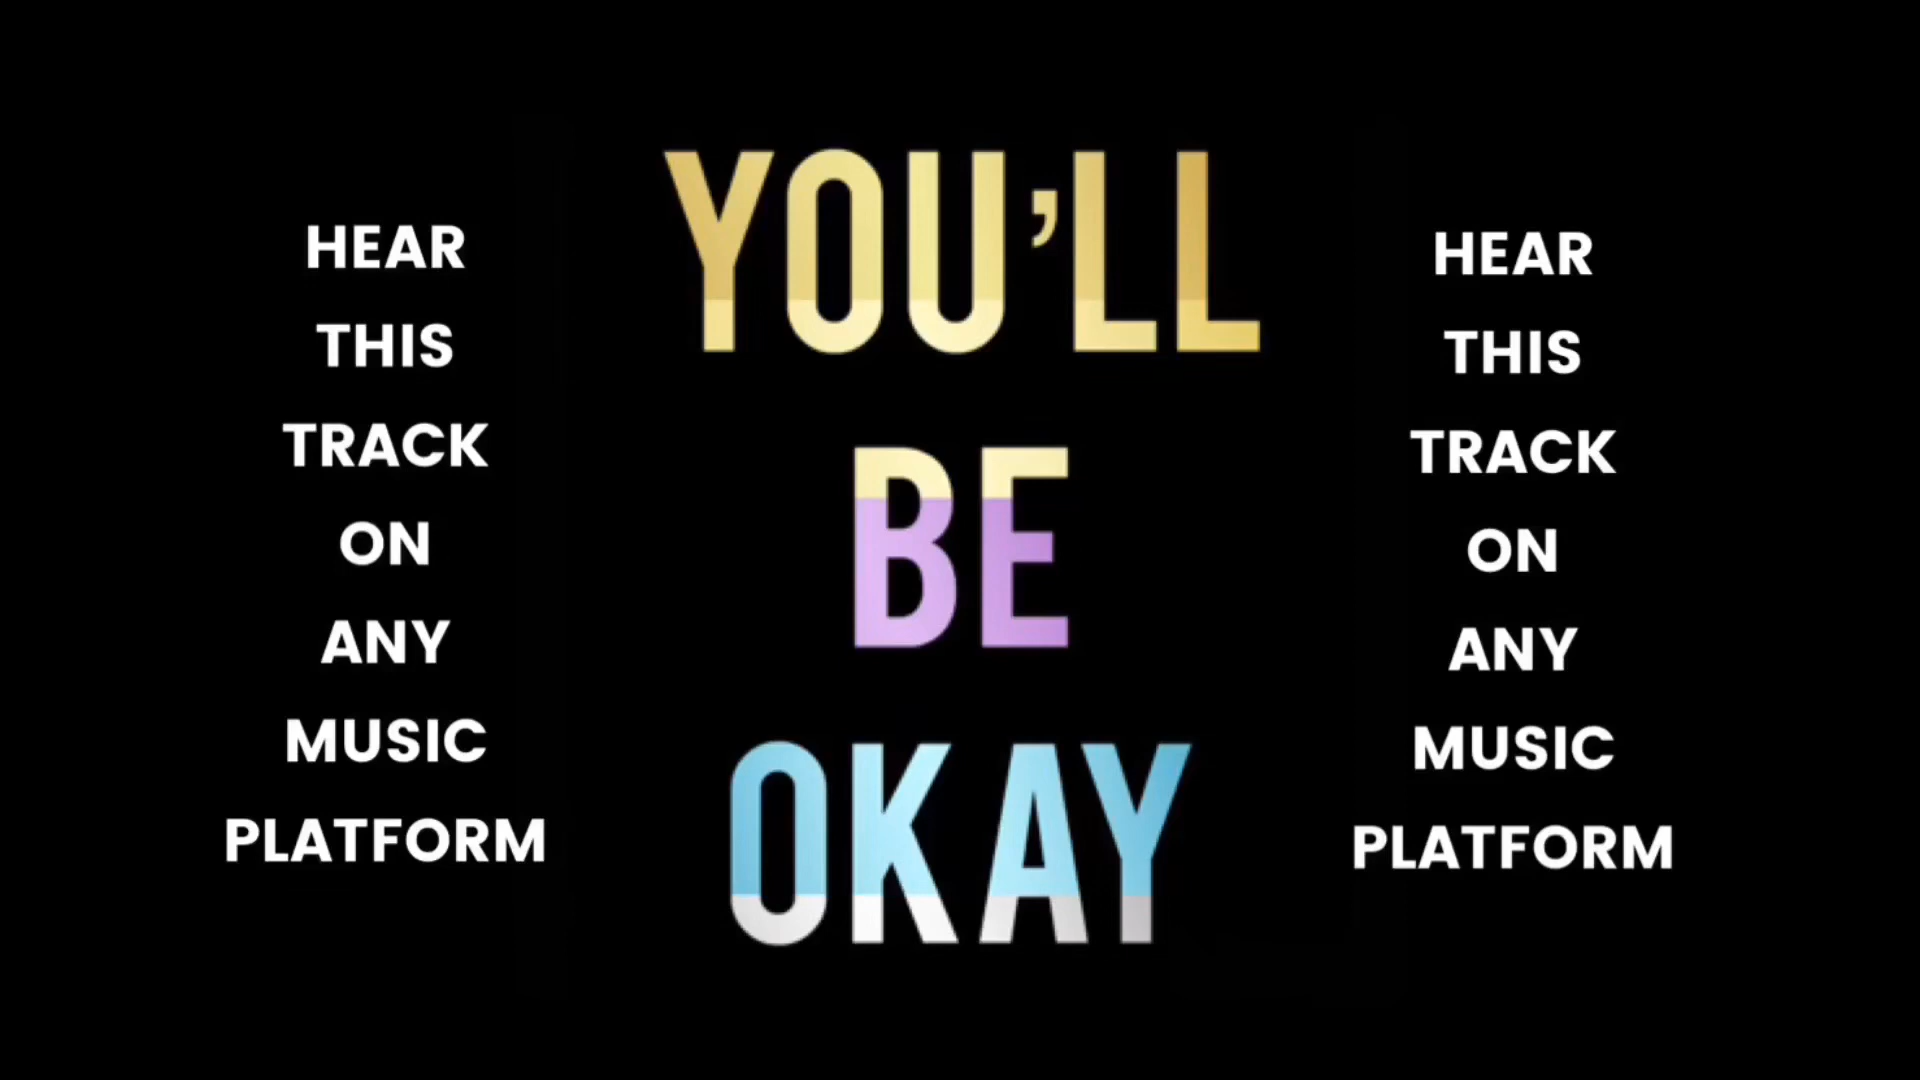 HEAR
THIS
TRACK
ON
ANY
MUSIC
PLATFORM
YOU'LL
BE
OKAY
HEAR
THIS
TRACK
ON
ANY
MUSIC
PLATFORM